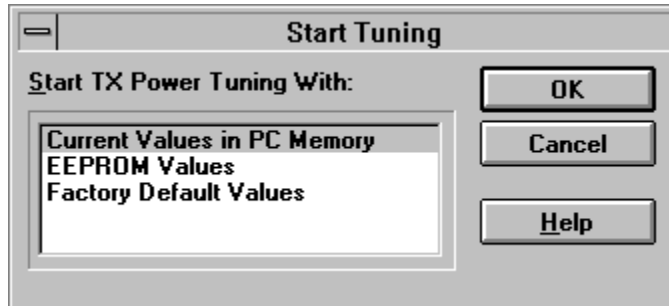 Start Tuning
Start TX Power Tuning With:
Current Values in PC Memory
EEPROM Values
Factory Default Values
OK
Cancel
Help